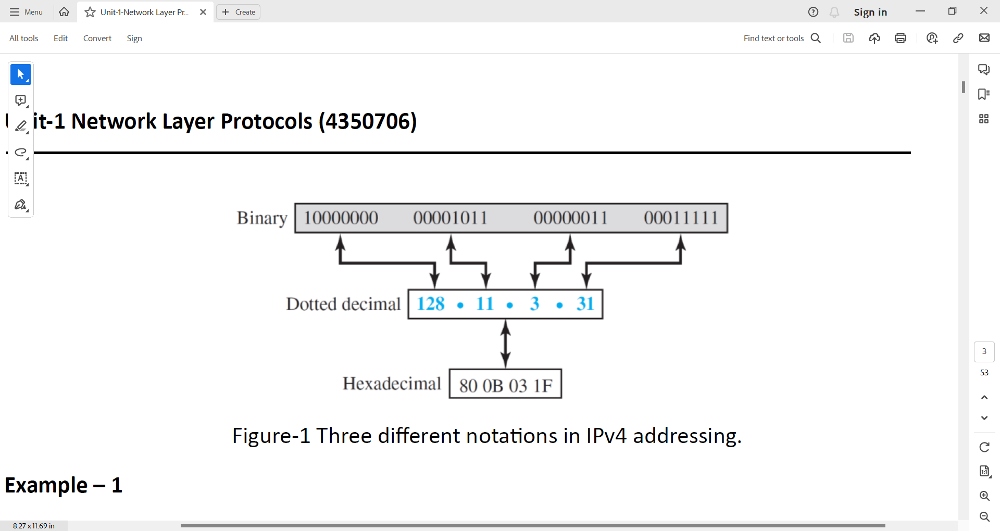 Menu
Unit-1-Network Layer Pr...
Create
Sign in
All tools
Edit
Convert
Sign
Find text or tools
it-1 Network Layer Protocols (4350706)
Binary 10000000 00001011 00000011 00011111
Dotted decimal 128 • 11 • 3 • 31
Hexadecimal 80 0B 03 1F
Figure-1 Three different notations in IPv4 addressing.
Example – 1
3
53
8.27 x 11.69 in